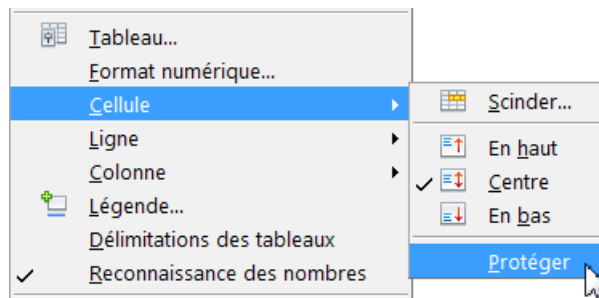 Tableau...
Format numérique...
Cellule
Ligne
Colonne
Légende...
Délimitations des tableaux
Reconnaissance des nombres
Scinder...
En haut
Centre
En bas
Protéger